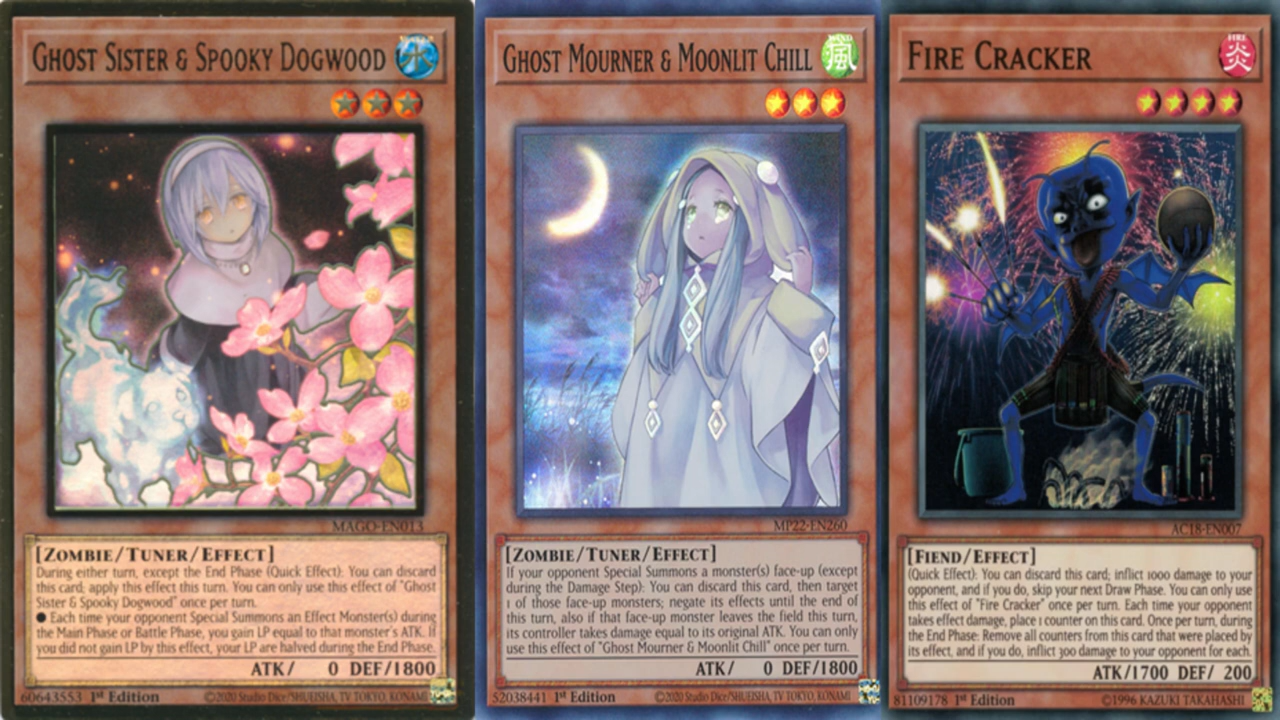 GHOST SISTER & SPOOKY DOGWOOD
WATER
水
MAGO-EN013
[ZOMBIE/TUNER/EFFECT]
During either turn, except the End Phase (Quick Effect): You can discard
this card; apply this effect this turn. You can only use this effect of "Ghost
Sister & Spooky Dogwood" once per turn.
● Each time your opponent Special Summons an Effect Monster(s) during
the Main Phase or Battle Phase, you gain LP equal to that monster's ATK. If
you did not gain LP by this effect, your LP are halved during the End Phase.
ATK/ 0 DEF/1800
60643553 1st Edition ©2020 Studio Dice/SHUEISHA, TV TOKYO, KONAMI
GHOST MOURNER & MOONLIT CHILL
WIND
風
MP22-EN260
[ZOMBIE/TUNER/EFFECT]
If your opponent Special Summons a monster(s) face-up (except
during the Damage Step): You can discard this card, then target
1 of those face-up monsters; negate its effects until the end of
this turn, also if that face-up monster leaves the field this turn,
its controller takes damage equal to its original ATK. You can only
use this effect of "Ghost Mourner & Moonlit Chill" once per turn.
ATK/ 0 DEF/1800
52038441 1st Edition ©2020 Studio Dice/SHUEISHA, TV TOKYO, KONAMI
FIRE CRACKER
FIRE
炎
AC18-EN007
[FIEND/EFFECT]
(Quick Effect): You can discard this card; inflict 1000 damage to your
opponent, and if you do, skip your next Draw Phase. You can only use
this effect of "Fire Cracker" once per turn. Each time your opponent
takes effect damage, place 1 counter on this card. Once per turn, during
the End Phase: Remove all counters from this card that were placed by
its effect, and if you do, inflict 300 damage to your opponent for each.
ATK/1700 DEF/ 200
81109178 1st Edition ©1996 KAZUKI TAKAHASHI